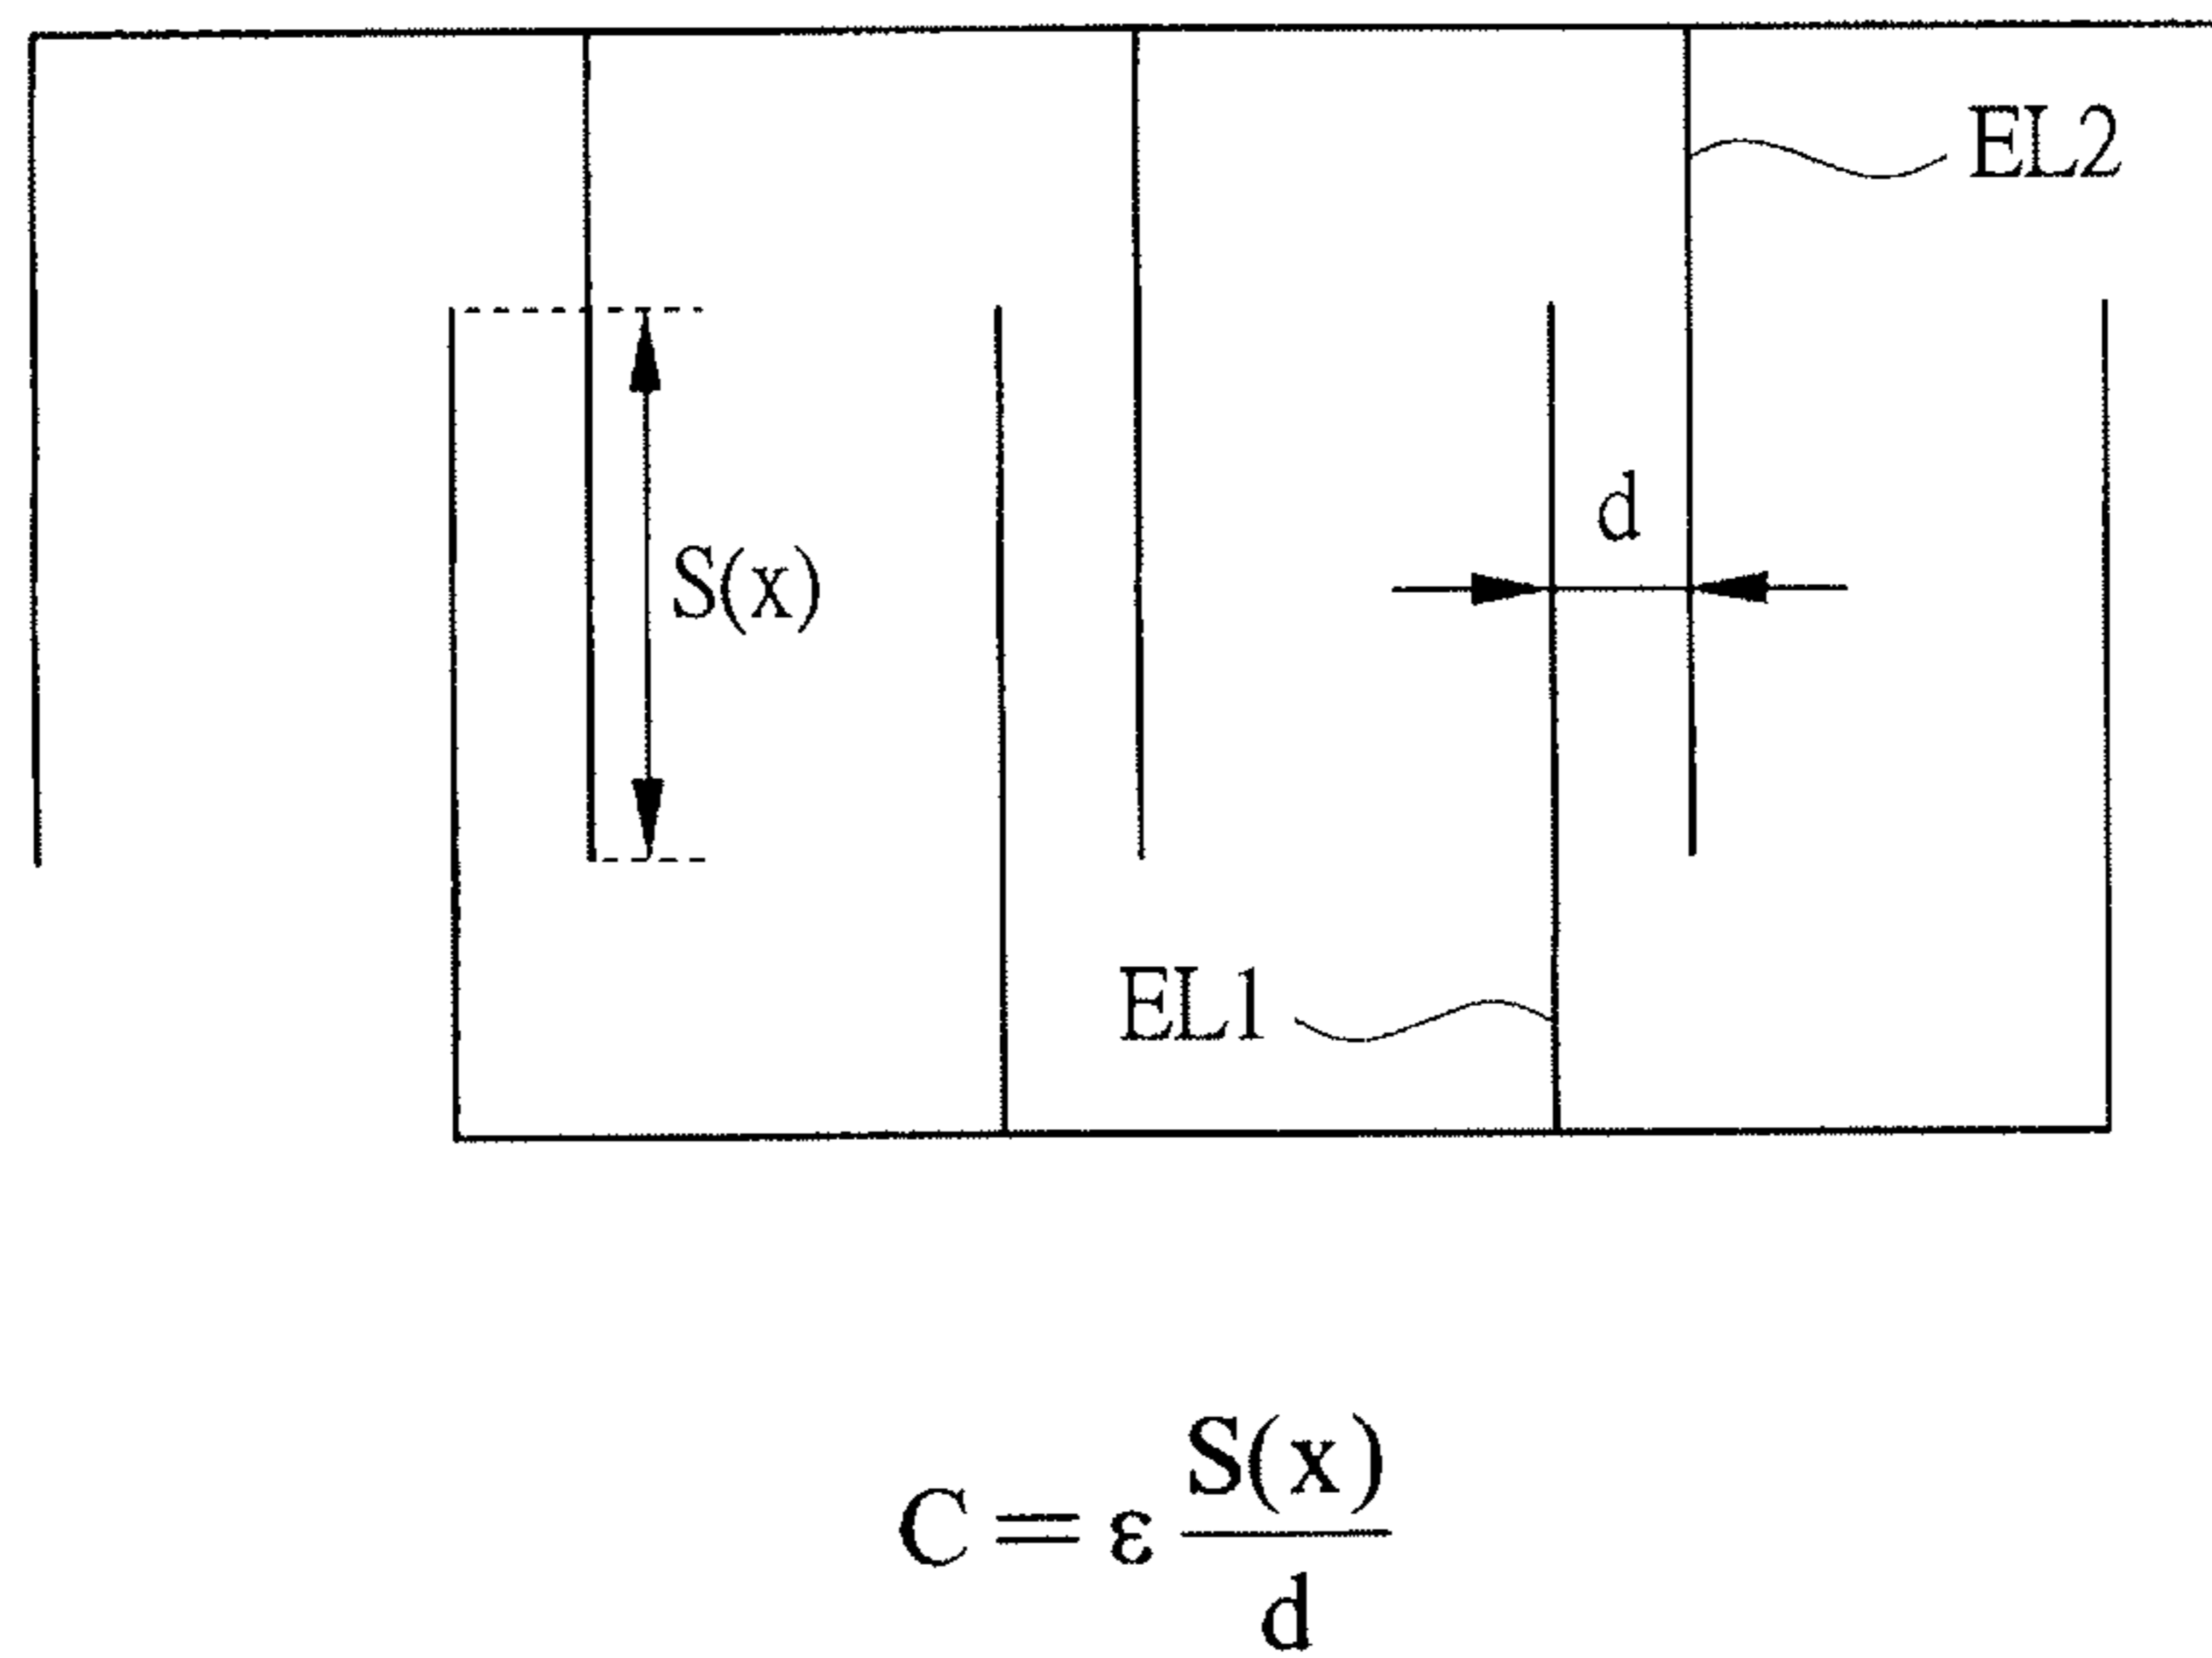 EL2
d
S(x)
EL1
C = ε S(x) / d